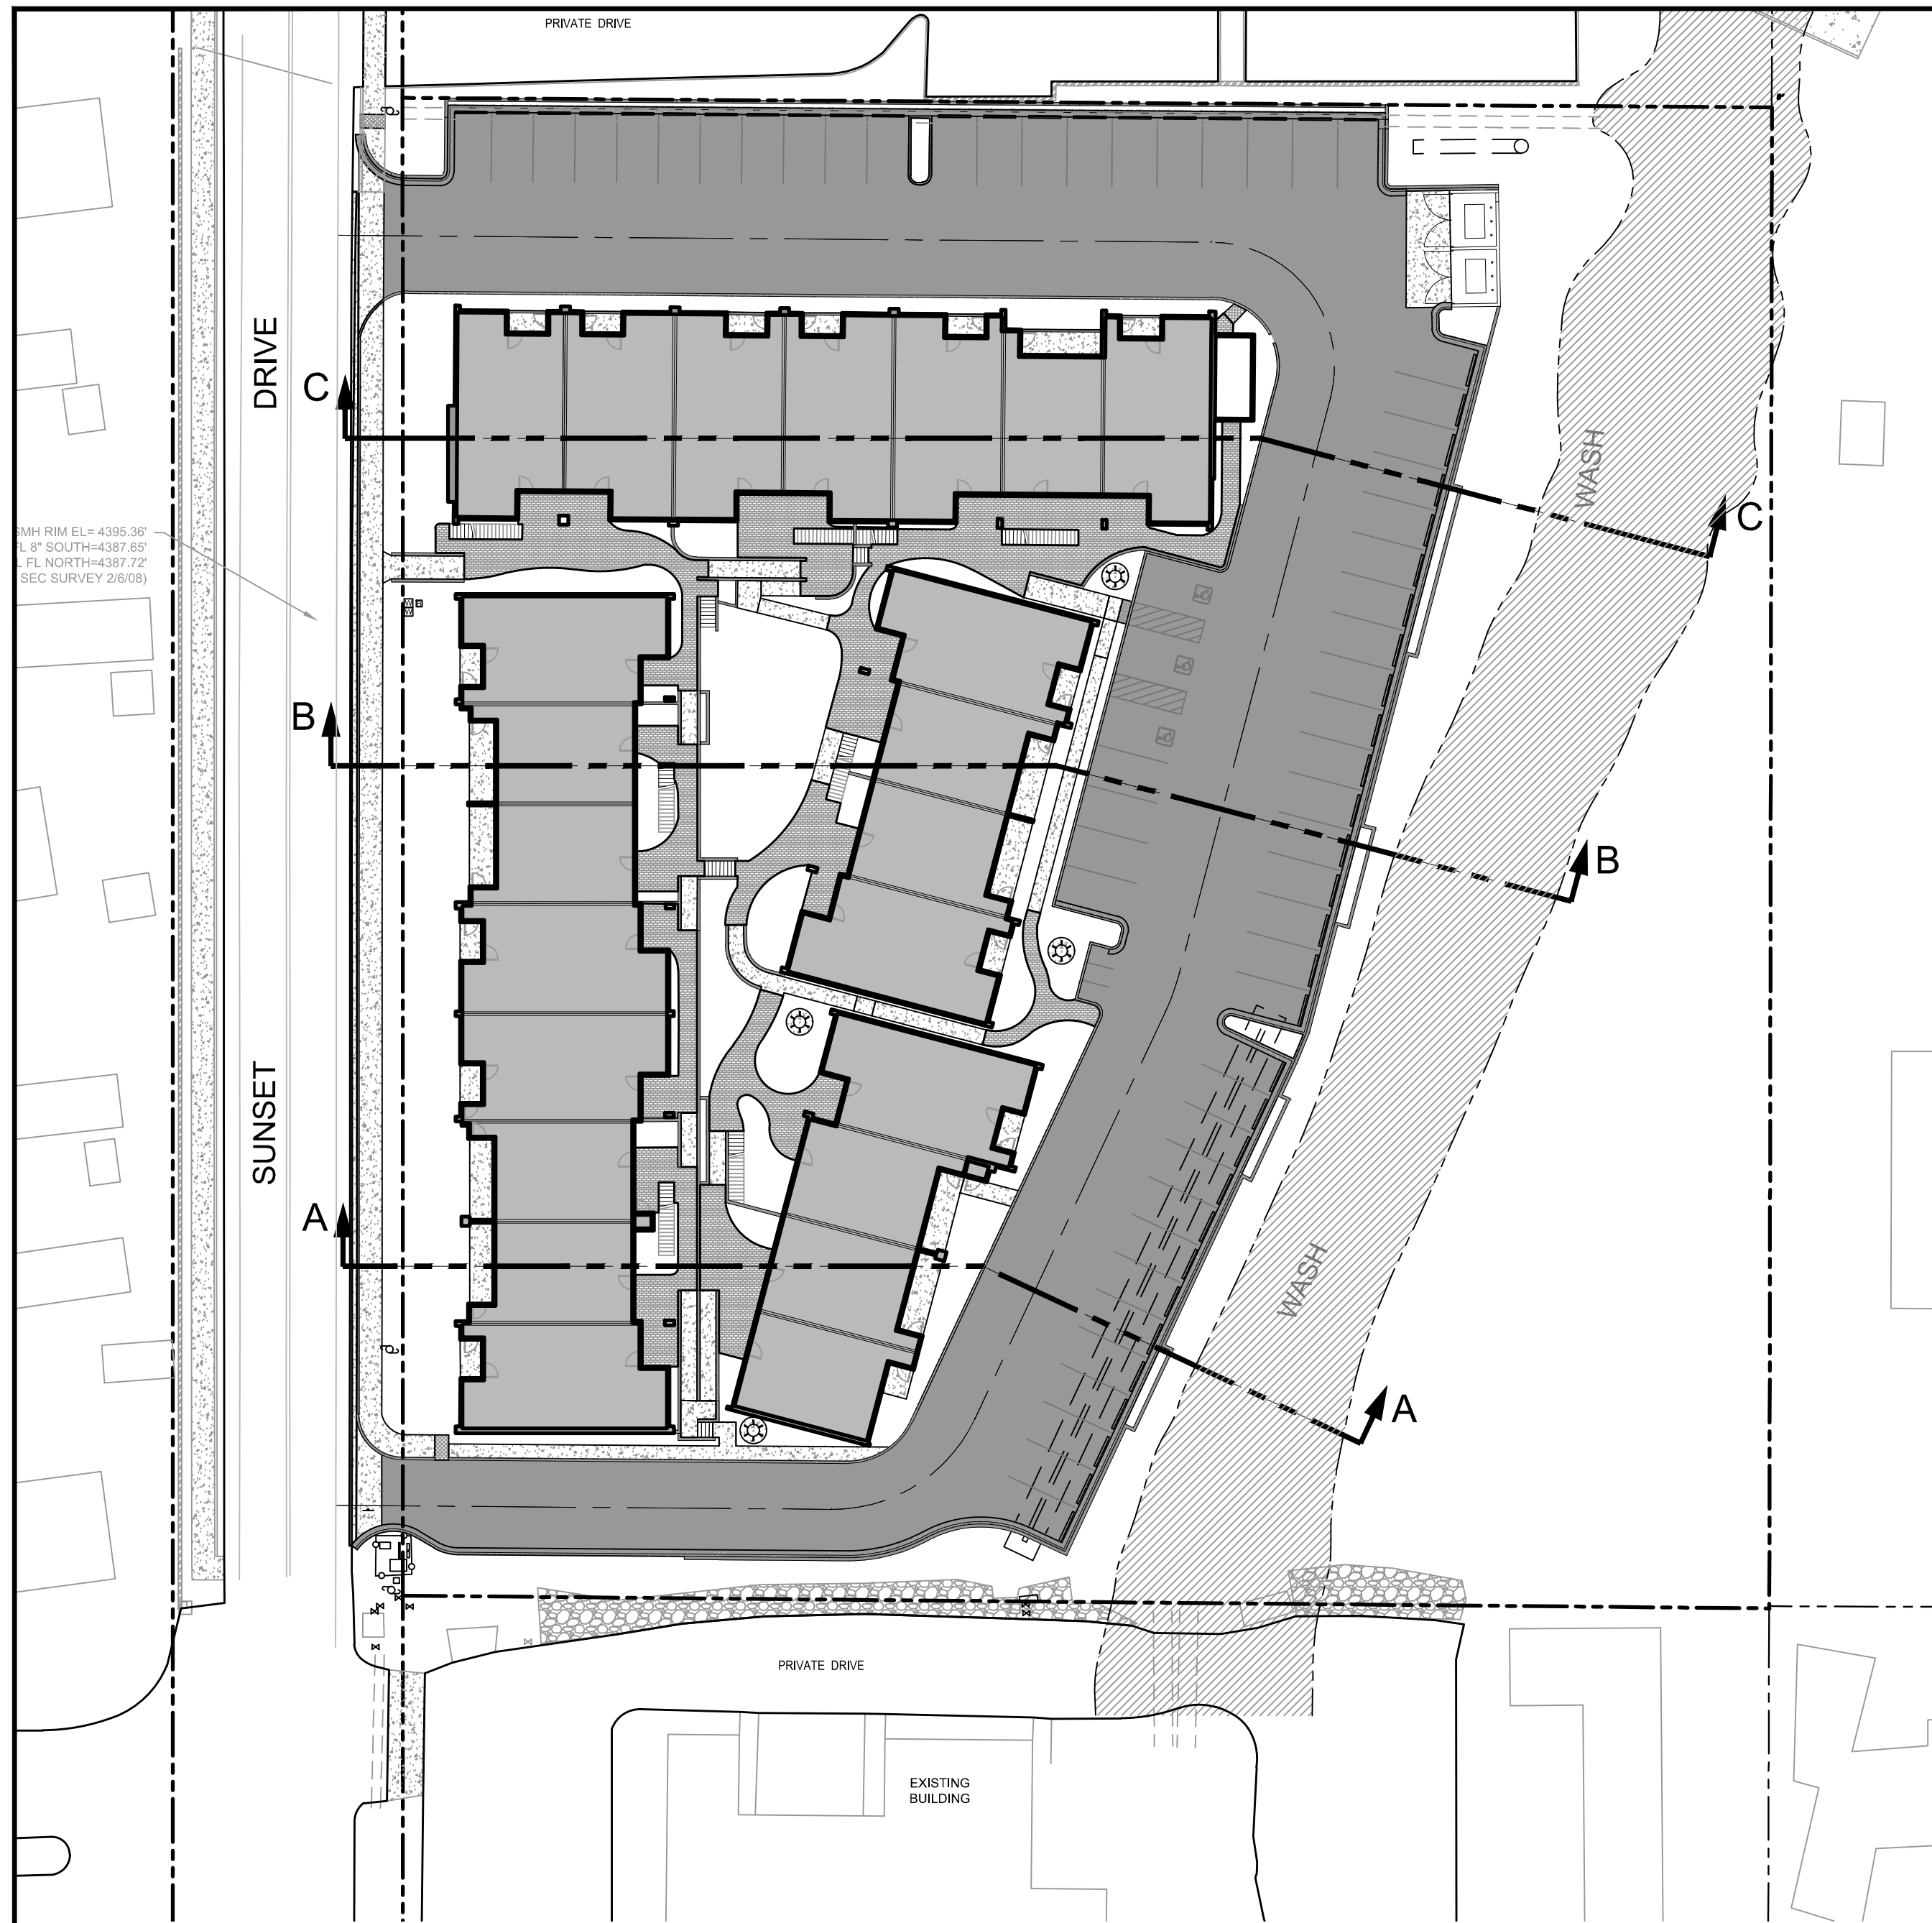 PRIVATE DRIVE
DRIVE
C
WASH
C
SMH RIM EL= 4395.36'
FL 8" SOUTH=4387.65'
L FL NORTH=4387.72'
SEC SURVEY 2/6/08)
B
B
SUNSET
A
WASH
A
PRIVATE DRIVE
EXISTING
BUILDING